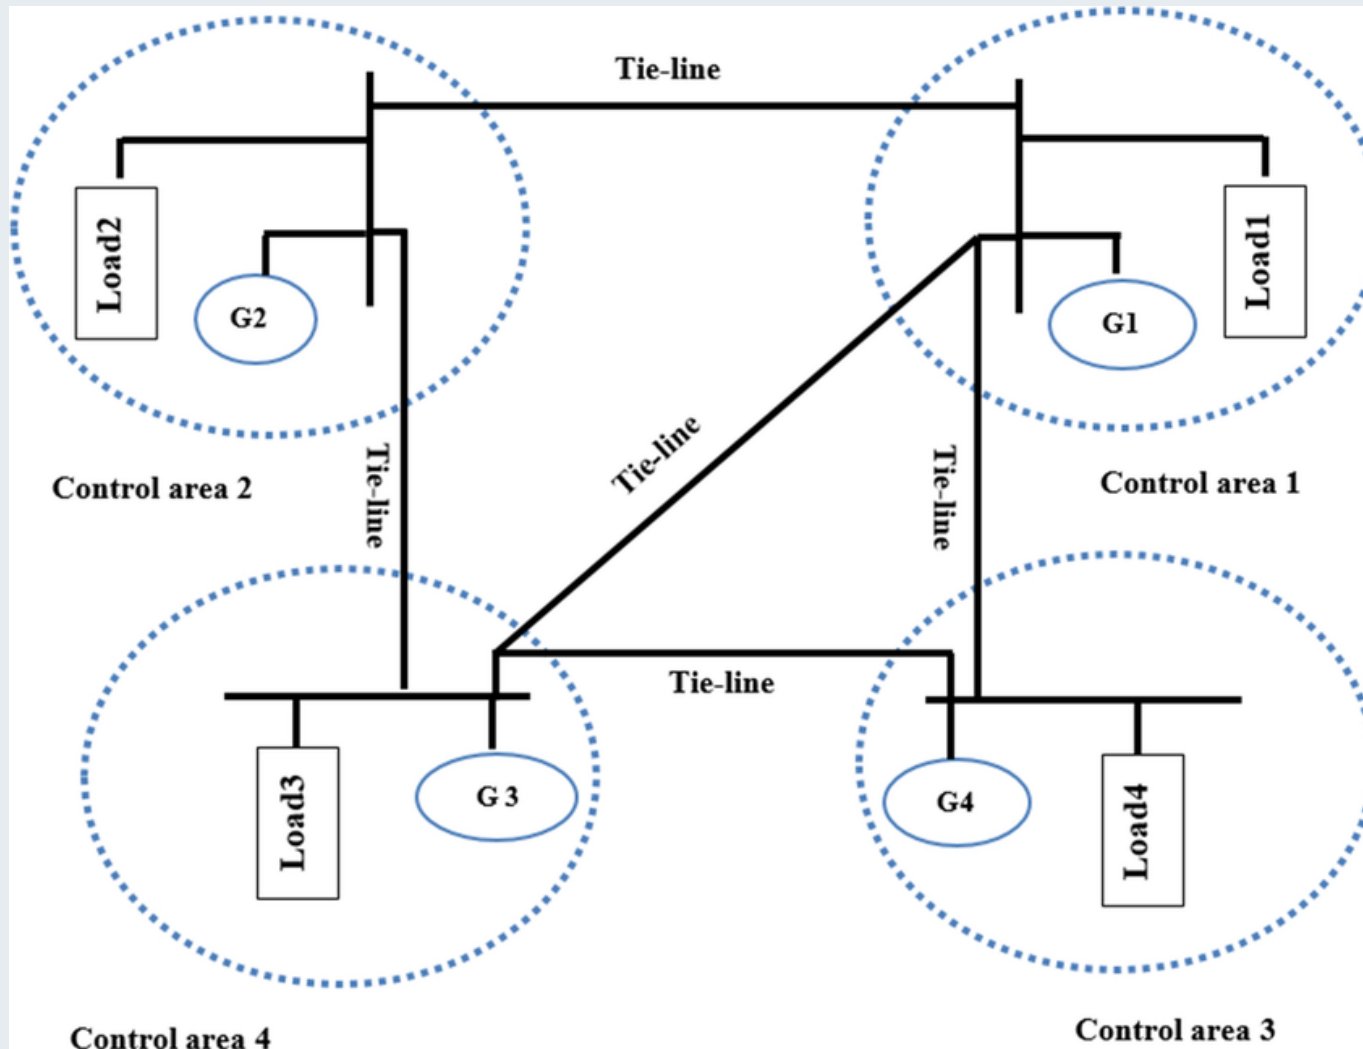 Tie-line
Load2
G2
Load1
G1
Control area 2
Tie-line
Tie-line
Tie-line
Control area 1
Tie-line
Load3
G 3
G4
Load4
Control area 4
Control area 3